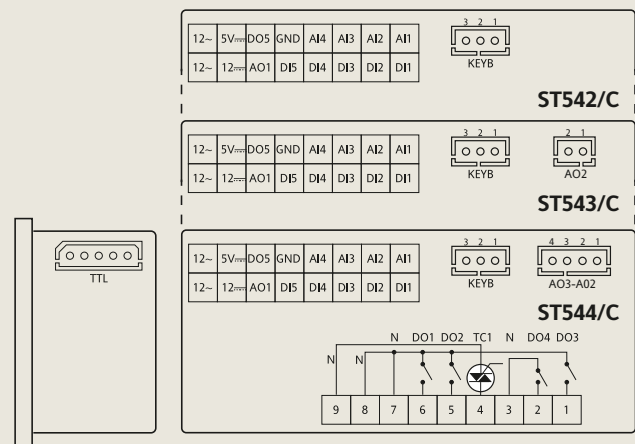 12~ 5V⎓ DO5 GND AI4 AI3 AI2 AI1
12~ 12⎓ AO1 DI5 DI4 DI3 DI2 DI1
3 2 1
KEYB
ST542/C
12~ 5V⎓ DO5 GND AI4 AI3 AI2 AI1
12~ 12⎓ AO1 DI5 DI4 DI3 DI2 DI1
3 2 1
KEYB
2 1
AO2
ST543/C
TTL
12~ 5V⎓ DO5 GND AI4 AI3 AI2 AI1
12~ 12⎓ AO1 DI5 DI4 DI3 DI2 DI1
3 2 1
KEYB
4 3 2 1
AO3-A02
ST544/C
N DO1 DO2 TC1 N DO4 DO3
N N
9 8 7 6 5 4 3 2 1